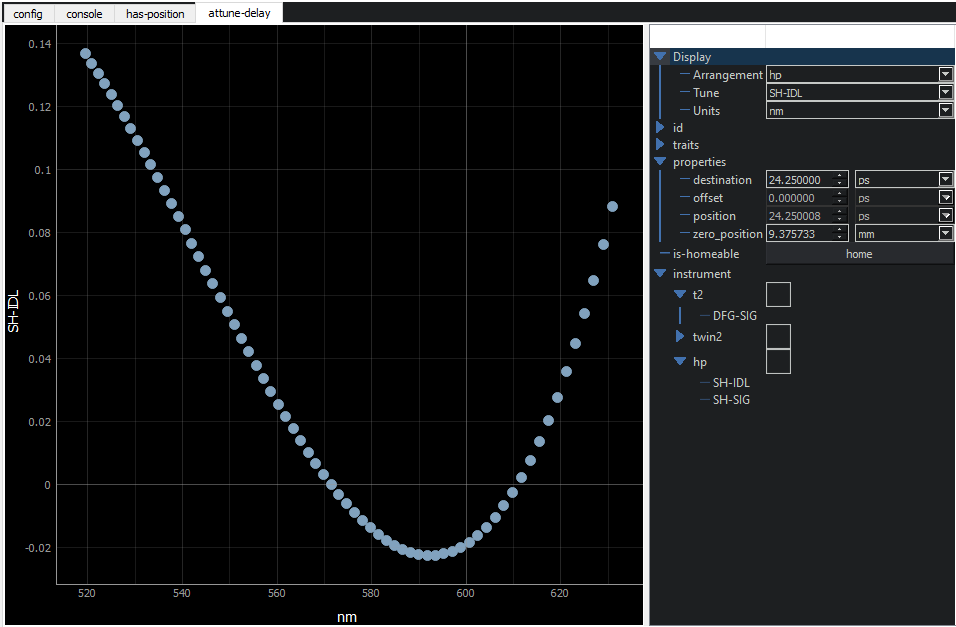 config console has-position attune-delay
0.14
0.12
0.1
0.08
0.06
0.04
0.02
0
-0.02
SH-IDL
520 540 560 580 600 620
nm
Display
Arrangement hp
Tune SH-IDL
Units nm
id
traits
properties
destination 24.250000 ps
offset 0.000000 ps
position 24.250008 ps
zero_position 9.375733 mm
is-homeable home
instrument
t2
DFG-SIG
twin2
hp
SH-IDL
SH-SIG